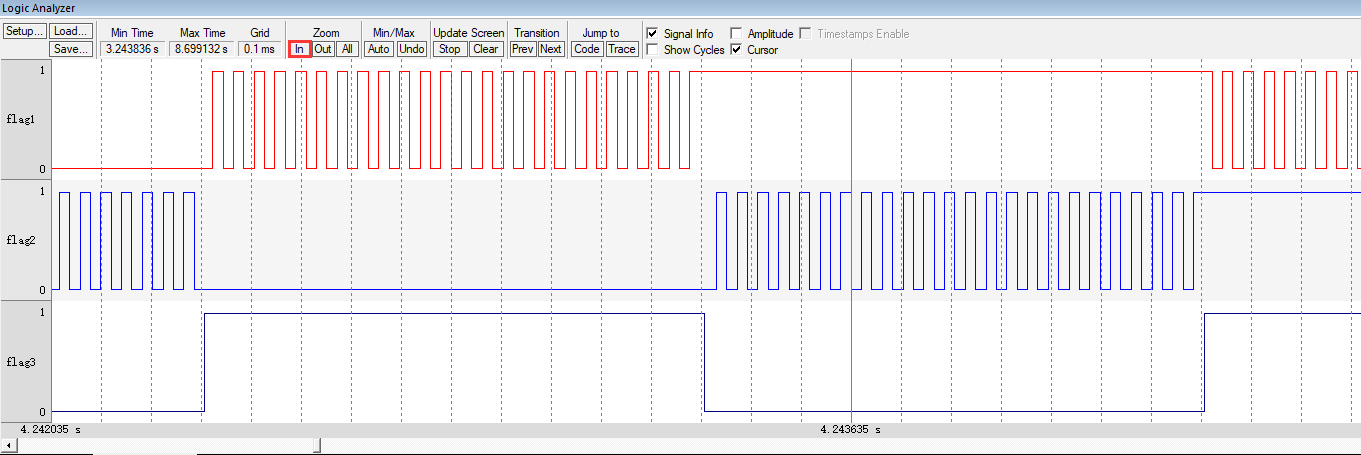 Logic Analyzer
Setup... Load... Min Time Max Time Grid Zoom Min/Max Update Screen Transition Jump to Signal Info Amplitude Timestamps Enable
Save... 3.243836 s 8.699132 s 0.1 ms In Out All Auto Undo Stop Clear Prev Next Code Trace Show Cycles Cursor
1
flag1
0
1
flag2
0
1
flag3
0
4.242035 s 4.243635 s